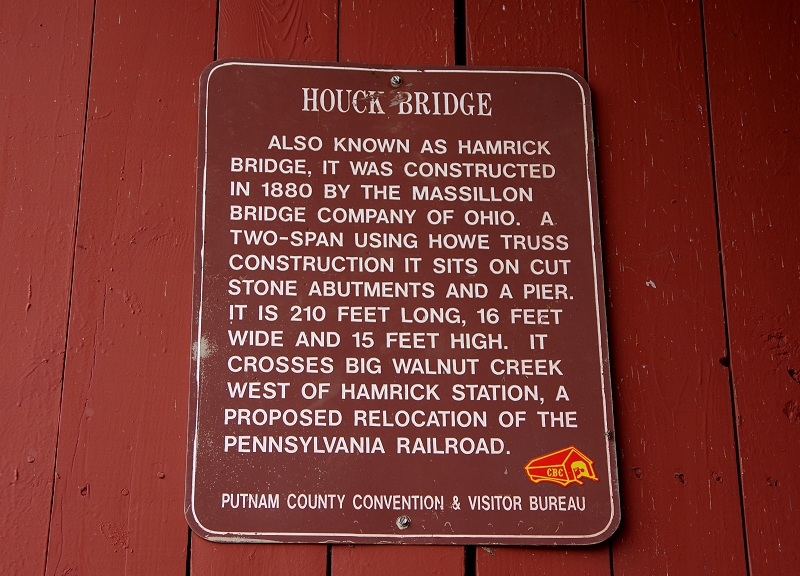 HOUCK BRIDGE
ALSO KNOWN AS HAMRICK
BRIDGE, IT WAS CONSTRUCTED
IN 1880 BY THE MASSILLON
BRIDGE COMPANY OF OHIO. A
TWO-SPAN USING HOWE TRUSS
CONSTRUCTION IT SITS ON CUT
STONE ABUTMENTS AND A PIER.
IT IS 210 FEET LONG, 16 FEET
WIDE AND 15 FEET HIGH. IT
CROSSES BIG WALNUT CREEK
WEST OF HAMRICK STATION, A
PROPOSED RELOCATION OF THE
PENNSYLVANIA RAILROAD.
CBC
PUTNAM COUNTY CONVENTION & VISITOR BUREAU